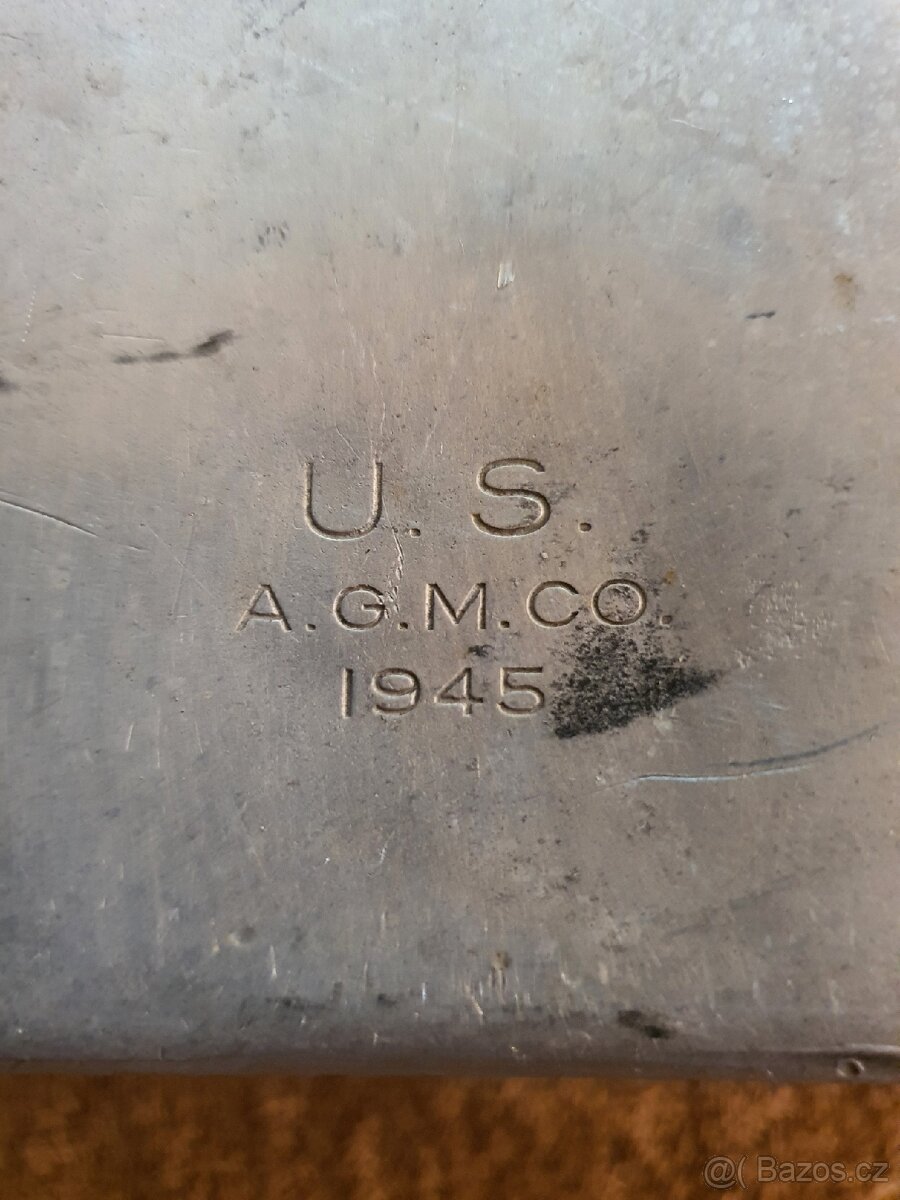 U. S.
A.G.M.CO.
1945
@( Bazos.cz